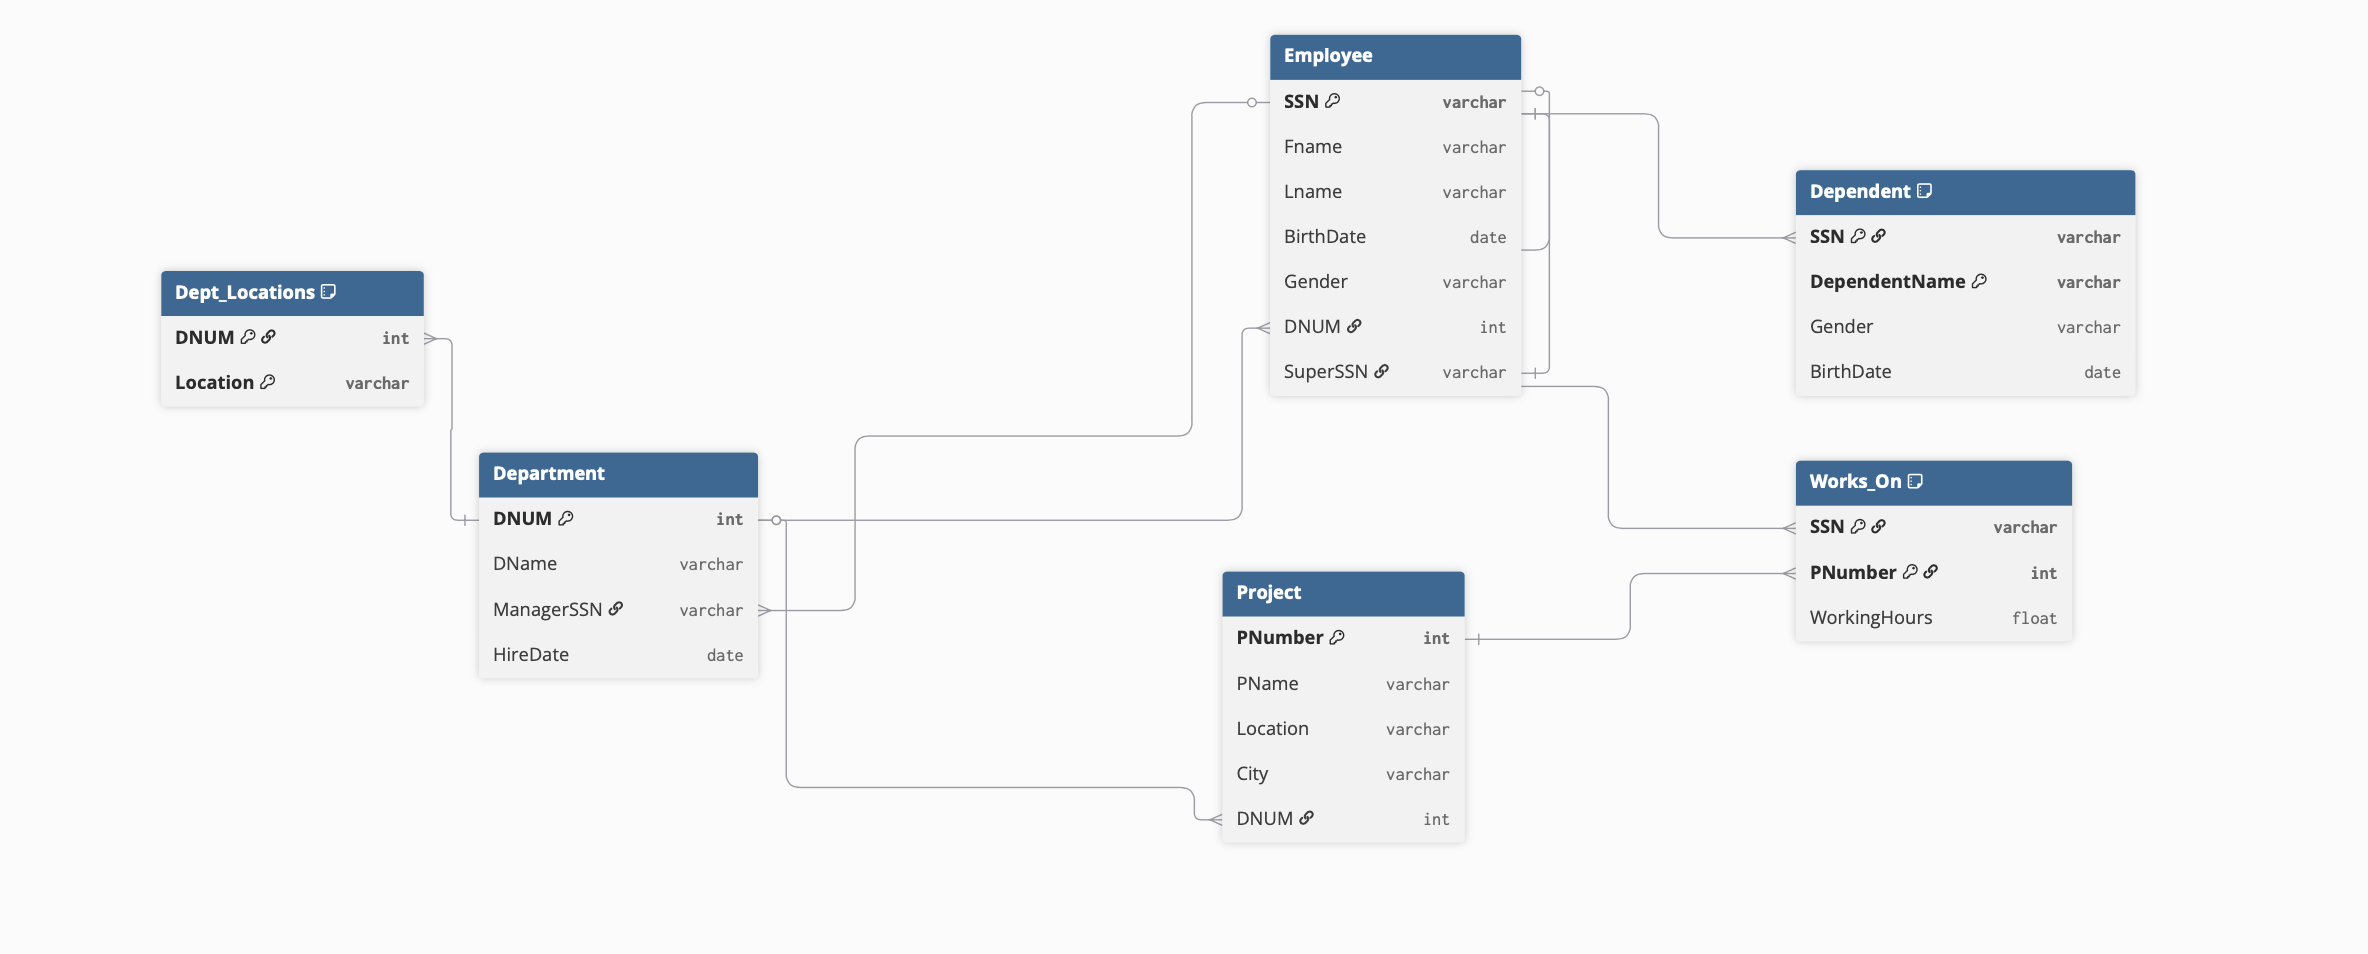 Employee
SSN varchar
Fname varchar
Lname varchar
BirthDate date
Gender varchar
DNUM int
SuperSSN varchar
Dependent
SSN varchar
DependentName varchar
Gender varchar
BirthDate date
Dept_Locations
DNUM int
Location varchar
Department
DNUM int
DName varchar
ManagerSSN varchar
HireDate date
Works_On
SSN varchar
PNumber int
WorkingHours float
Project
PNumber int
PName varchar
Location varchar
City varchar
DNUM int